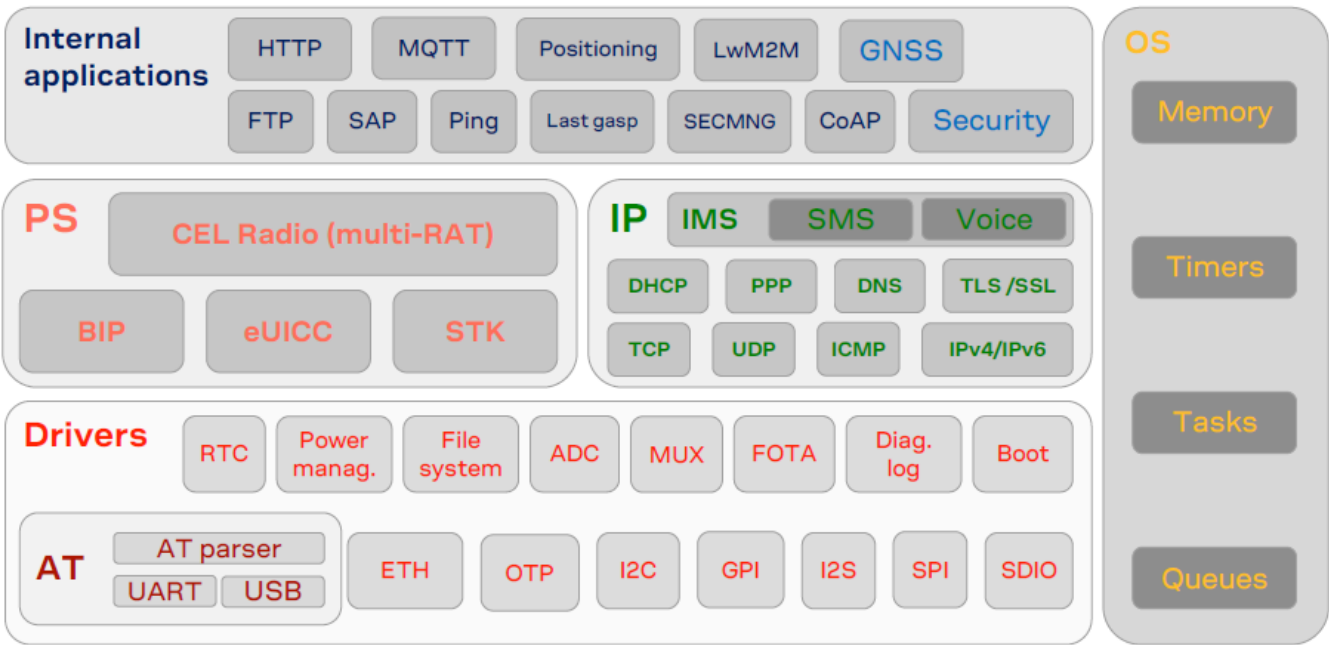 Internal
applications
HTTP
MQTT
Positioning
LwM2M
GNSS
FTP
SAP
Ping
Last gasp
SECMNG
CoAP
Security
PS
CEL Radio (multi-RAT)
BIP
eUICC
STK
IP
IMS
SMS
Voice
DHCP
PPP
DNS
TLS /SSL
TCP
UDP
ICMP
IPv4/IPv6
Drivers
RTC
Power
manag.
File
system
ADC
MUX
FOTA
Diag.
log
Boot
AT
AT parser
UART
USB
ETH
OTP
I2C
GPI
I2S
SPI
SDIO
OS
Memory
Timers
Tasks
Queues